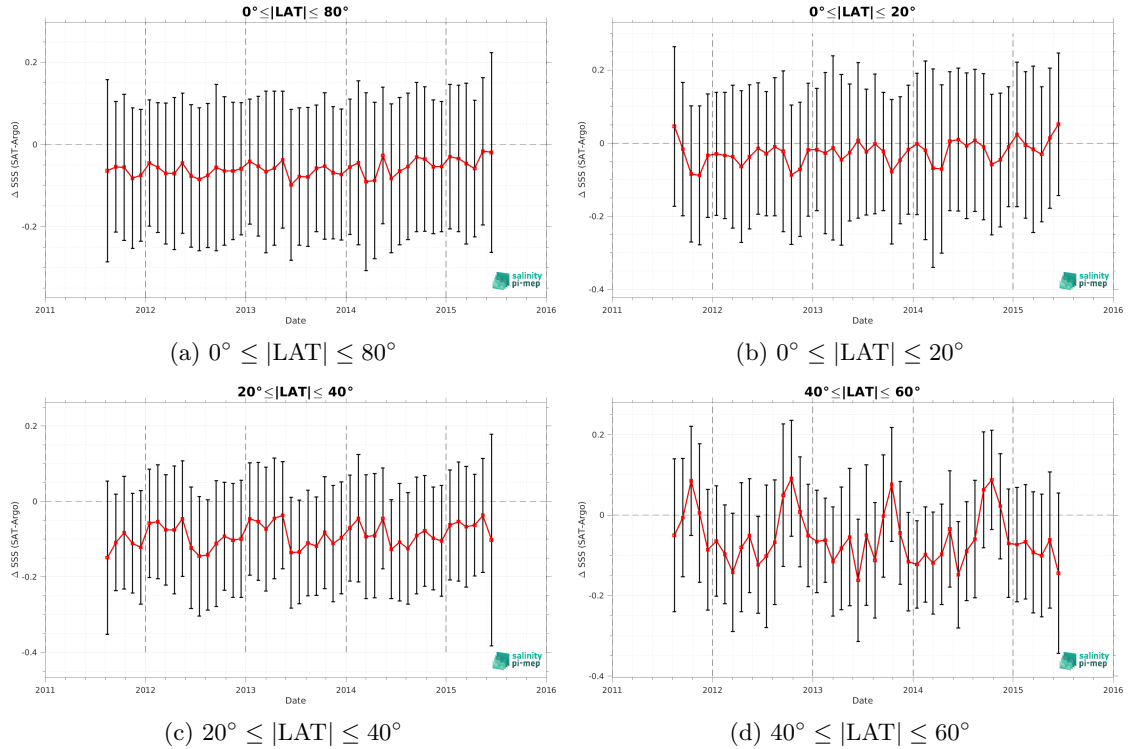 0°≤|LAT|≤ 80°
Δ SSS (SAT-Argo)
0.2
0
-0.2
salinity
pi-mep
2011
2012
2013
2014
2015
2016
Date
(a) 0° ≤ |LAT| ≤ 80°
0°≤|LAT|≤ 20°
Δ SSS (SAT-Argo)
0.2
0
-0.2
-0.4
salinity
pi-mep
2011
2012
2013
2014
2015
2016
Date
(b) 0° ≤ |LAT| ≤ 20°
20°≤|LAT|≤ 40°
Δ SSS (SAT-Argo)
0.2
0
-0.2
-0.4
salinity
pi-mep
2011
2012
2013
2014
2015
2016
Date
(c) 20° ≤ |LAT| ≤ 40°
40°≤|LAT|≤ 60°
Δ SSS (SAT-Argo)
0.2
0
-0.2
-0.4
salinity
pi-mep
2011
2012
2013
2014
2015
2016
Date
(d) 40° ≤ |LAT| ≤ 60°